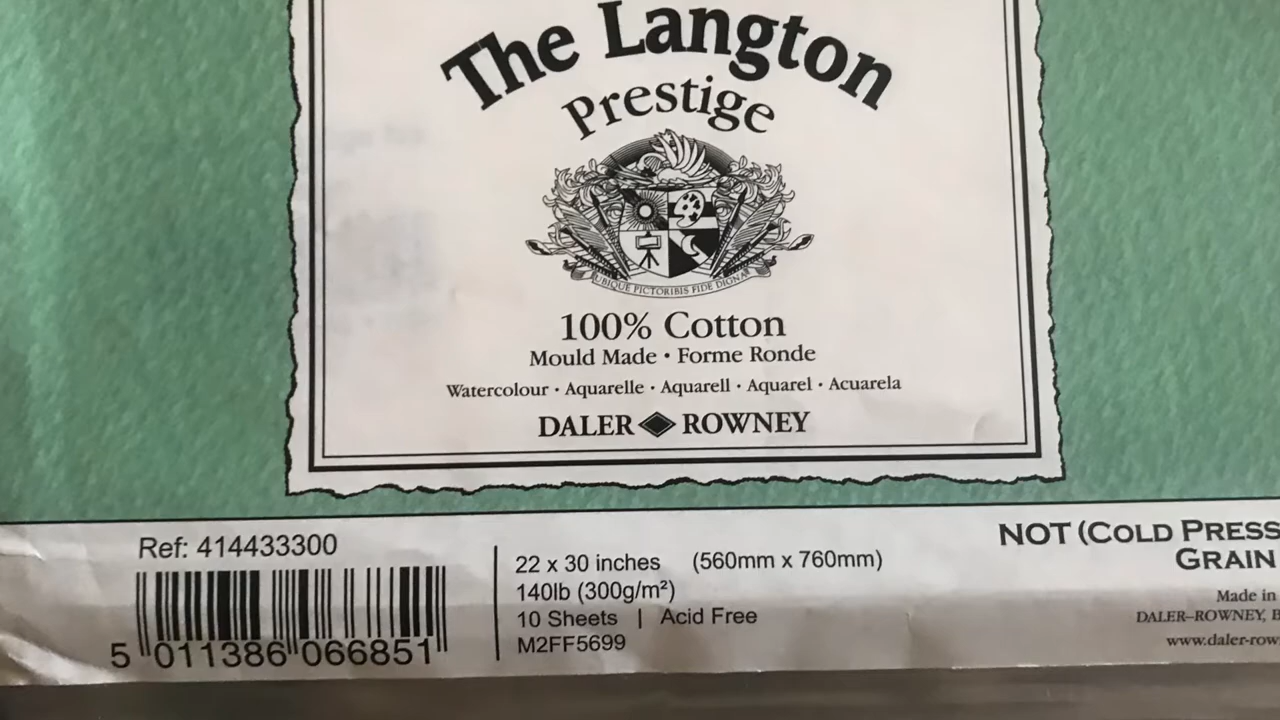 The Langton
Prestige
UBIQUE PICTORIBIS FIDE DIGNA
100% Cotton
Mould Made • Forme Ronde
Watercolour • Aquarelle • Aquarell • Aquarel • Acuarela
DALER ROWNEY
Ref: 414433300
5 011386 066851
22 x 30 inches (560mm x 760mm)
140lb (300g/m²)
10 Sheets | Acid Free
M2FF5699
NOT (COLD PRESS
GRAIN
Made in
DALER–ROWNEY, B
www.daler-row